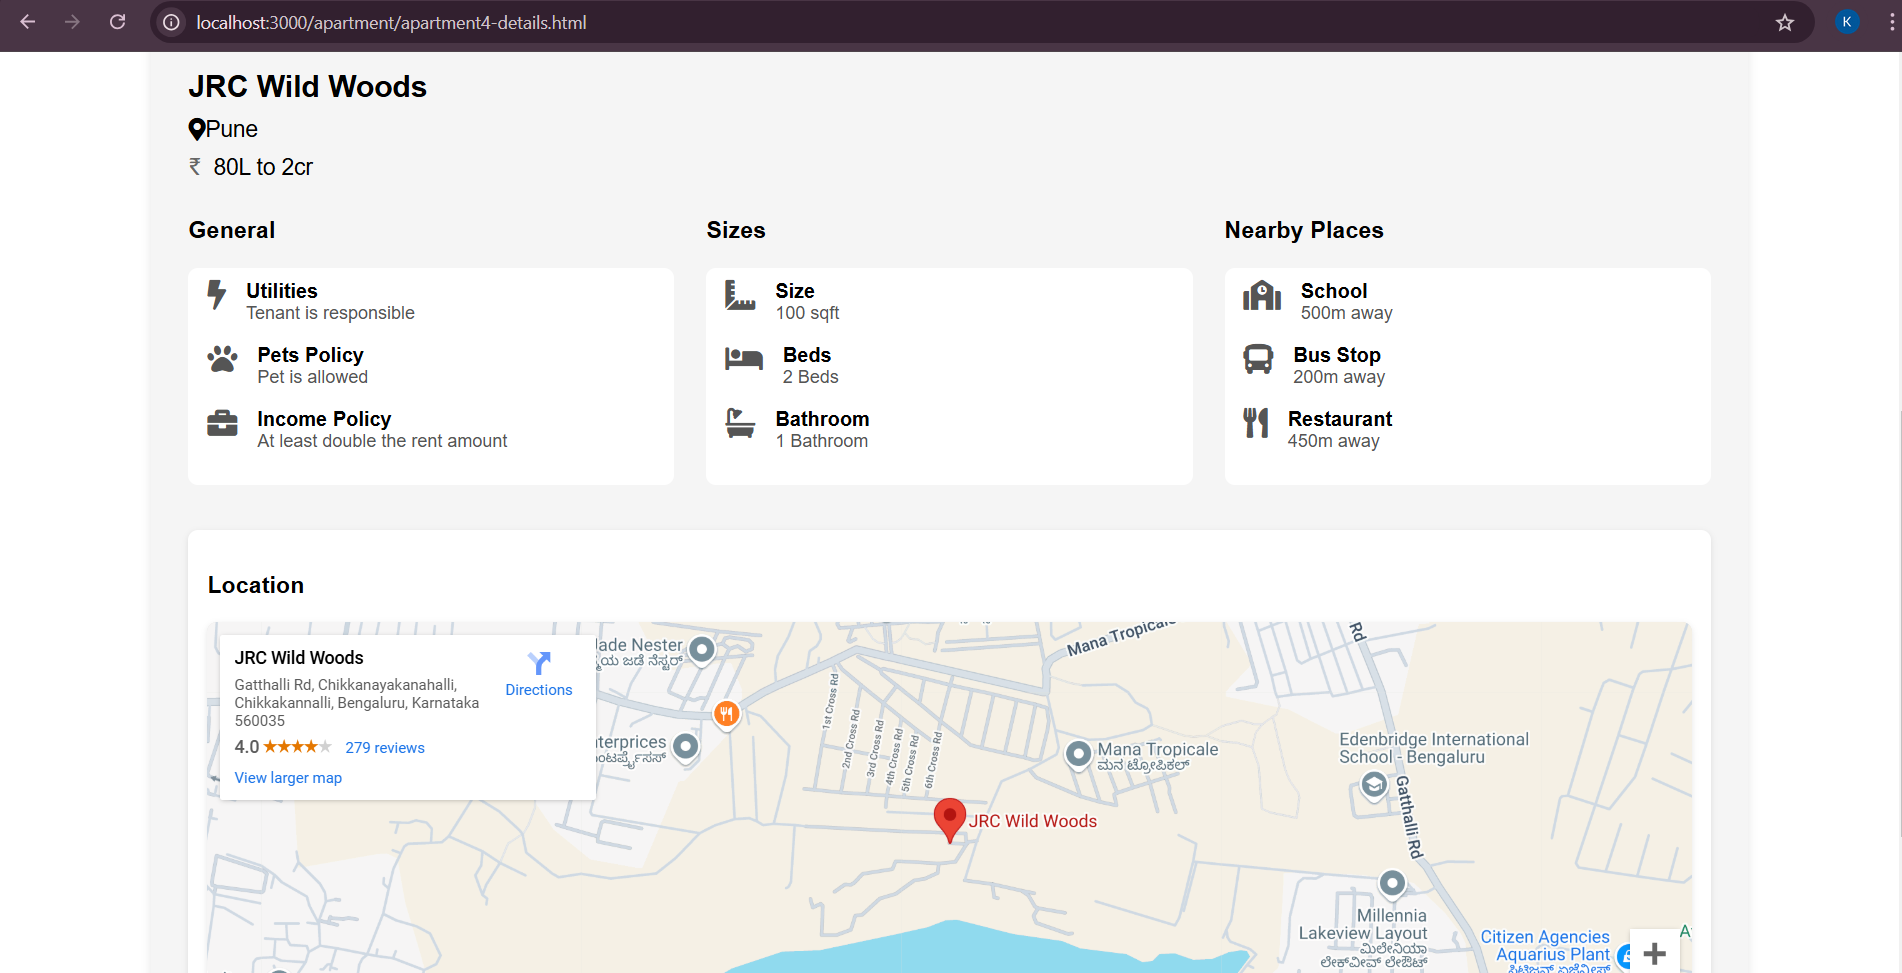 localhost:3000/apartment/apartment4-details.html
K
JRC Wild Woods
Pune
₹ 80L to 2cr
General
Utilities
Tenant is responsible
Pets Policy
Pet is allowed
Income Policy
At least double the rent amount
Sizes
Size
100 sqft
Beds
2 Beds
Bathroom
1 Bathroom
Nearby Places
School
500m away
Bus Stop
200m away
Restaurant
450m away
Location
JRC Wild Woods
Gatthalli Rd, Chikkanayakanahalli,
Chikkakannalli, Bengaluru, Karnataka
560035
4.0 ★★★★★ 279 reviews
View larger map
Directions
Jade Nester
ಯ ಜಡೆ ನೆಸ್ಟರ್
terprices
ಂಟರ್ಪ್ರೈಸಸ್
Mana Tropicale
Rd
1st Cross Rd
2nd Cross Rd
3rd Cross Rd
4th Cross Rd
5th Cross Rd
6th Cross Rd
Mana Tropicale
ಮನ ಟ್ರೋಪಿಕಲ್
JRC Wild Woods
Edenbridge International
School - Bengaluru
Gatthalli Rd
Millennia
Lakeview Layout
ಮಿಲೇನಿಯಾ
ಲೇಕ್‌ವೀವ್ ಲೇಔಟ್
Citizen Agencies
Aquarius Plant
A